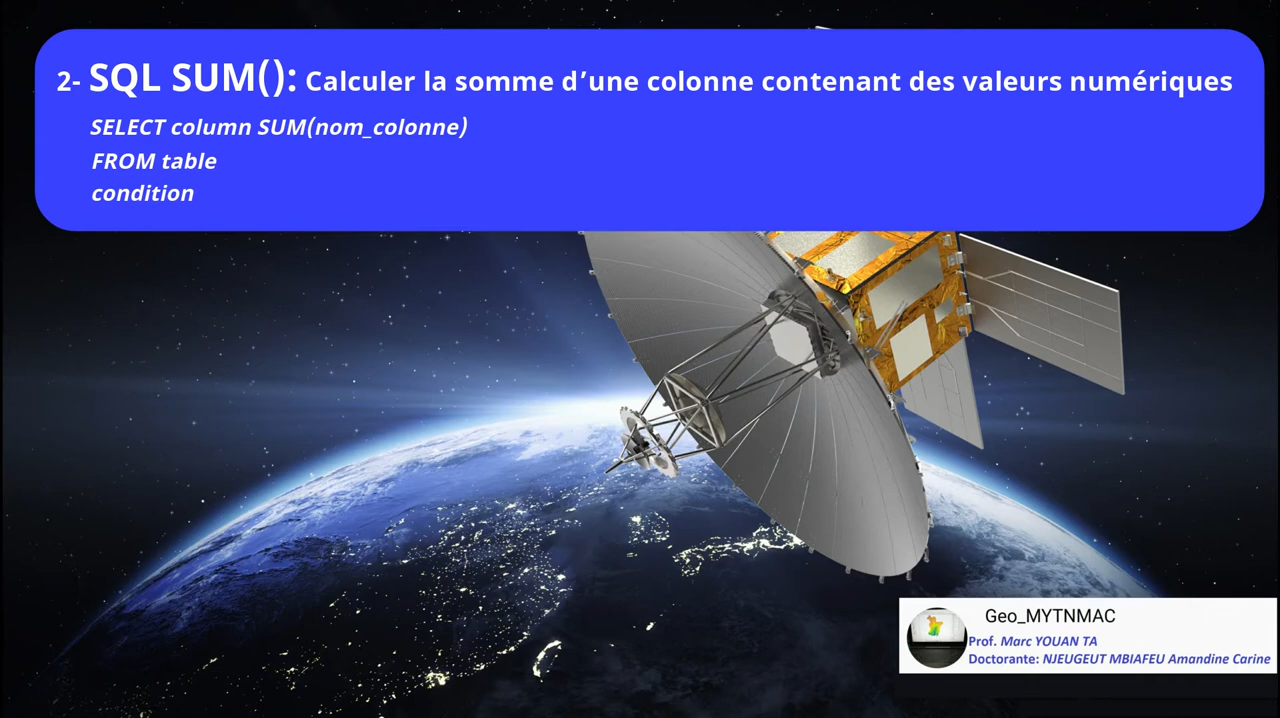 2- SQL SUM(): Calculer la somme d’une colonne contenant des valeurs numériques
SELECT column SUM(nom_colonne)
FROM table
condition
Geo_MYTNMAC
Prof. Marc YOUAN TA
Doctorante: NJEUGEUT MBIAFEU Amandine Carine